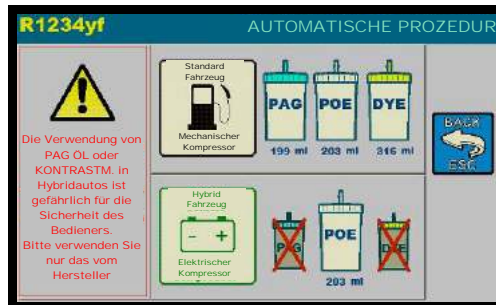 R1234yf
AUTOMATISCHE PROZEDUR
Die Verwendung von
PAG ÖL oder
KONTRASTM. in
Hybridautos ist
gefährlich für die
Sicherheit des
Bedieners.
Bitte verwenden Sie
nur das vom
Hersteller
Standard
Fahrzeug
Mechanischer
Kompressor
PAG POE DYE
199 ml 203 ml 316 ml
Hybrid
Fahrzeug
- +
Elektrischer
Kompressor
PAG POE DYE
203 ml
BACK
ESC